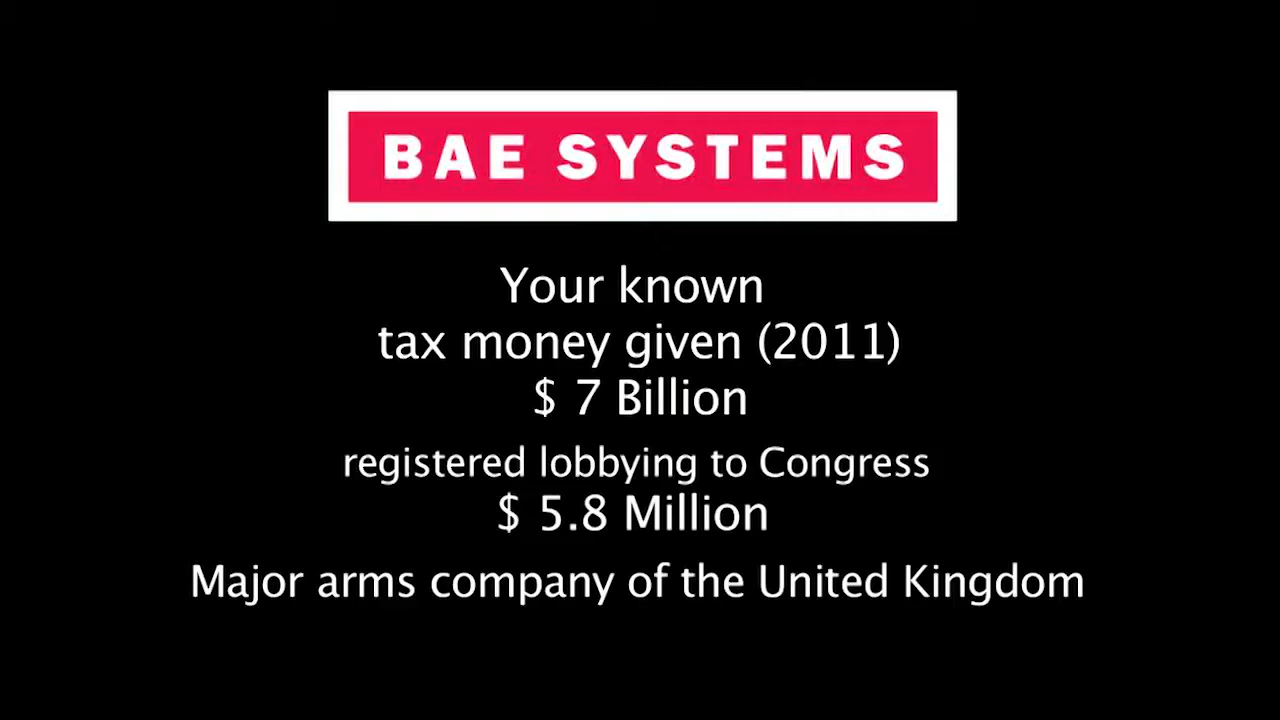 BAE SYSTEMS
Your known
tax money given (2011)
$ 7 Billion
registered lobbying to Congress
$ 5.8 Million
Major arms company of the United Kingdom